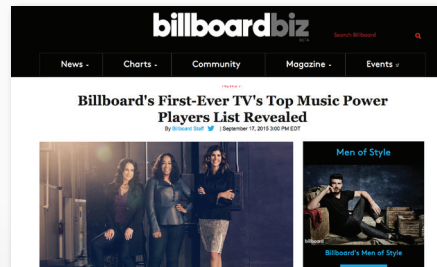 billboardbiz
Search Billboard
News
Charts
Community
Magazine
Events
Billboard's First-Ever TV's Top Music Power
Players List Revealed
By Billboard Staff | September 17, 2015 3:00 PM EDT
Men of Style
billboard
Billboard's Men of Style